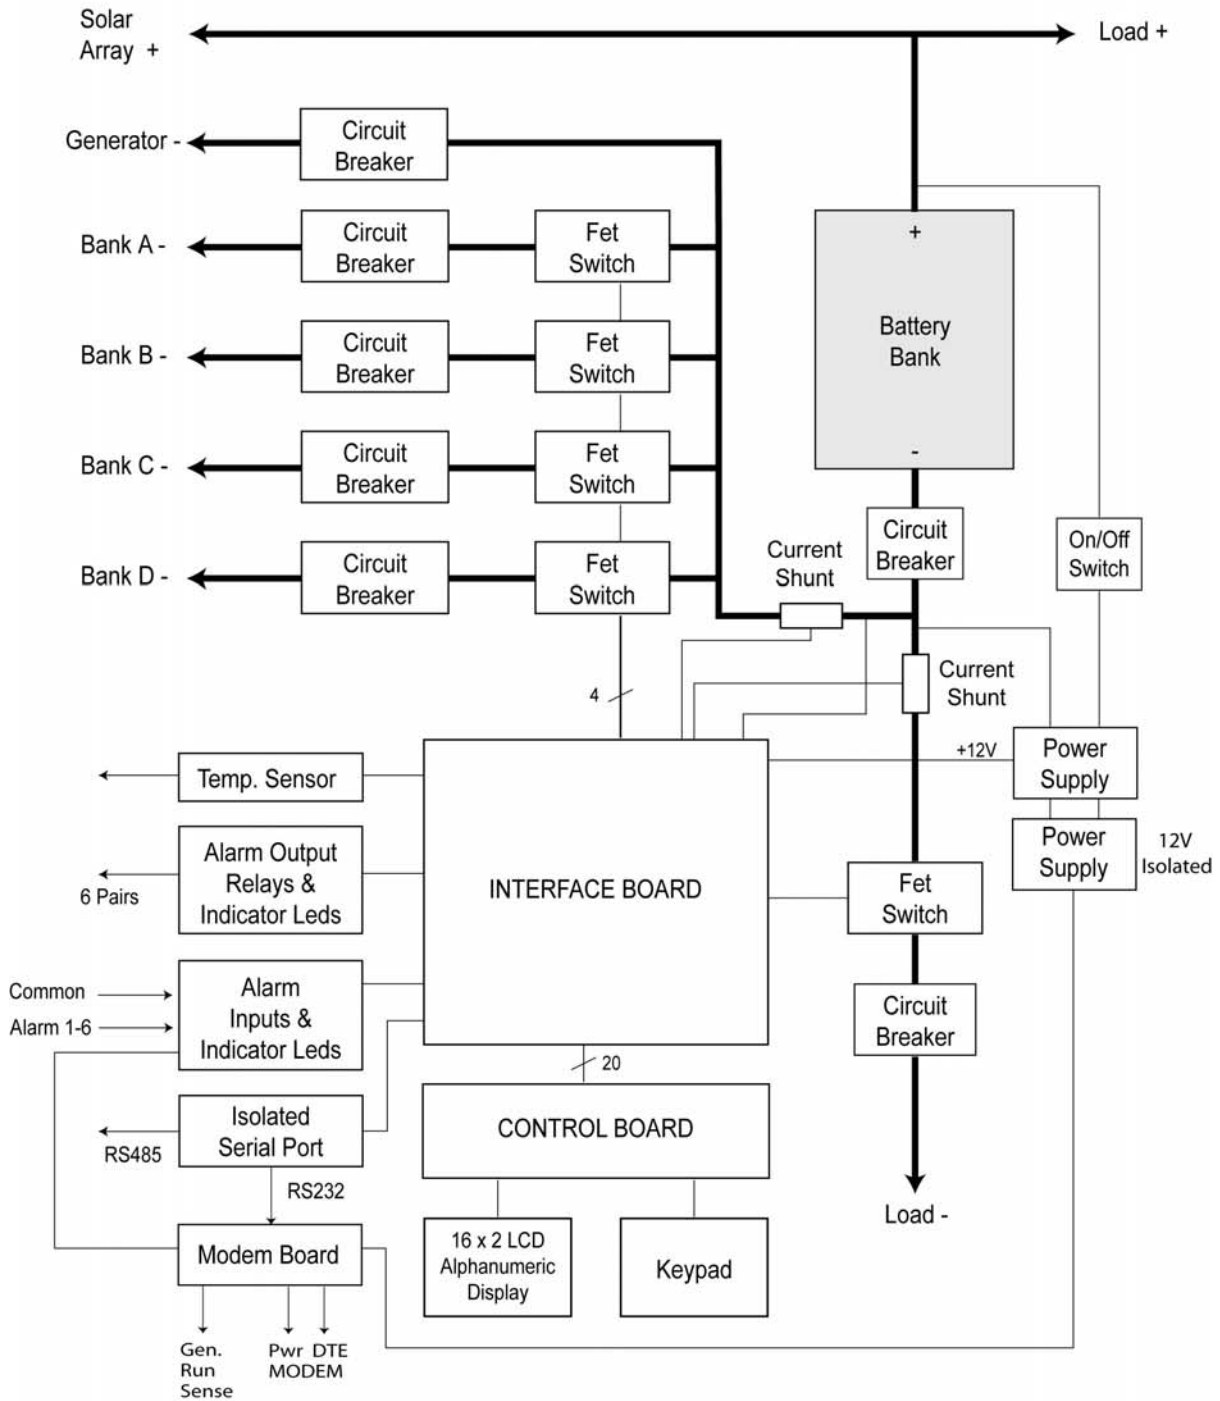 Solar
Array +
Load +
Generator -
Circuit
Breaker
Bank A -
Circuit
Breaker
Fet
Switch
+
Battery
Bank
-
Bank B -
Circuit
Breaker
Fet
Switch
Bank C -
Circuit
Breaker
Fet
Switch
Bank D -
Circuit
Breaker
Fet
Switch
Current
Shunt
Circuit
Breaker
On/Off
Switch
Current
Shunt
4
+12V
Power
Supply
Power
Supply
12V
Isolated
Temp. Sensor
Alarm Output
Relays &
Indicator Leds
6 Pairs
INTERFACE BOARD
Fet
Switch
Common
Alarm 1-6
Alarm
Inputs &
Indicator Leds
Circuit
Breaker
20
Isolated
Serial Port
RS485
RS232
CONTROL BOARD
Load -
Modem Board
16 x 2 LCD
Alphanumeric
Display
Keypad
Gen.
Run
Sense
Pwr DTE
MODEM